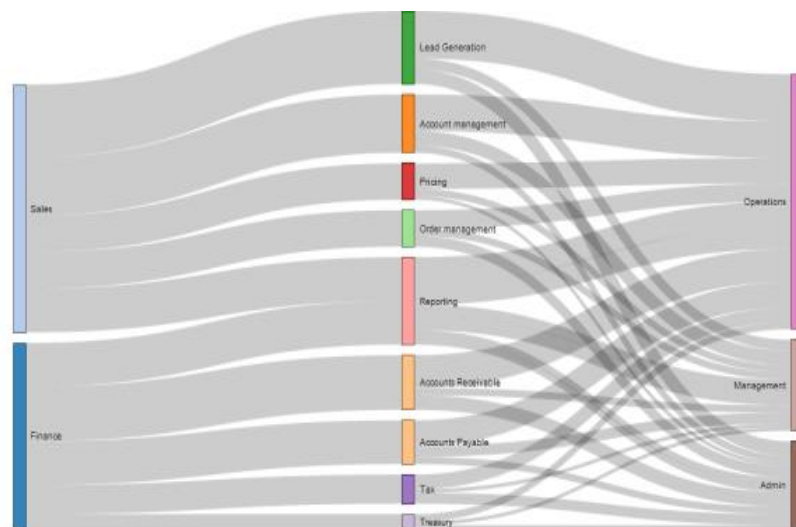 Lead Generation
Account management
Pricing
Operations
Sales
Order management
Reporting
Accounts Receivable
Management
Finance
Accounts Payable
Admin
Tax
Treasury